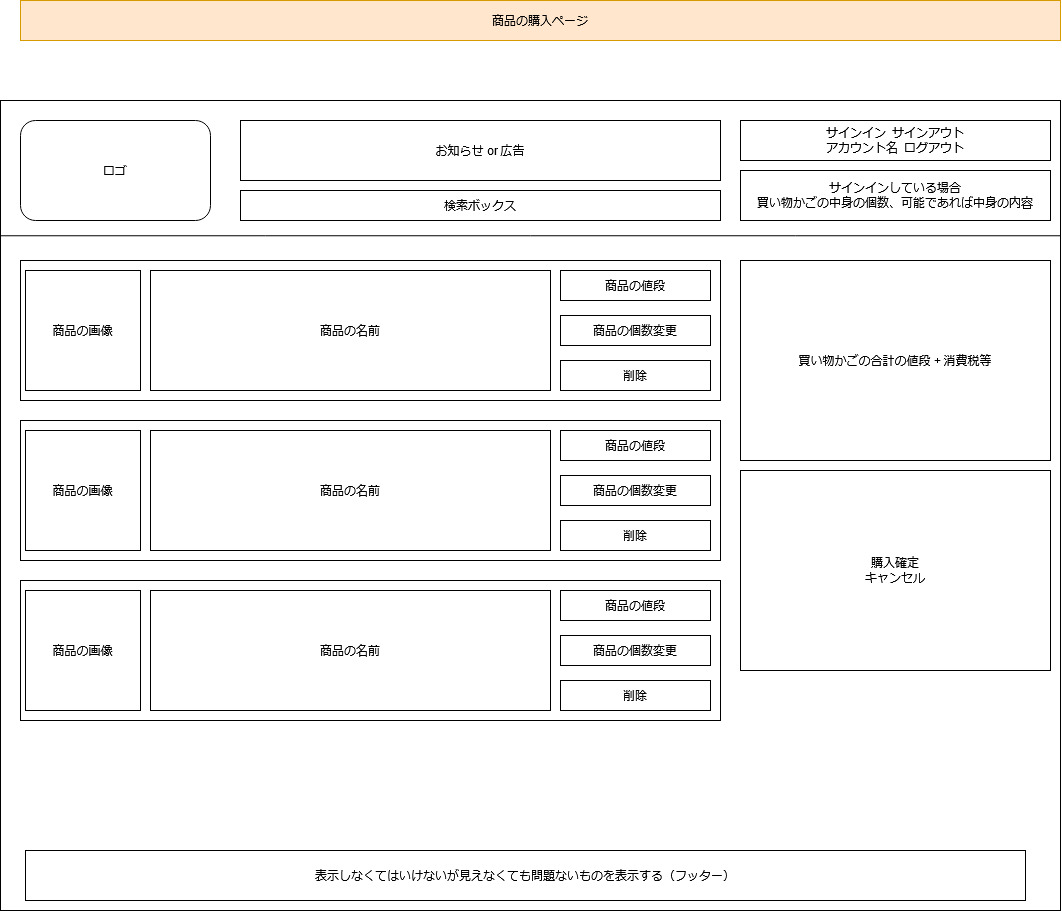 商品の購入ページ
ロゴ
お知らせ or 広告
検索ボックス
サインイン サインアウト
アカウント名 ログアウト
サインインしている場合
買い物かごの中身の個数、可能であれば中身の内容
商品の画像
商品の名前
商品の値段
商品の個数変更
削除
商品の画像
商品の名前
商品の値段
商品の個数変更
削除
商品の画像
商品の名前
商品の値段
商品の個数変更
削除
買い物かごの合計の値段 + 消費税等
購入確定
キャンセル
表示しなくてはいけないが見えなくても問題ないものを表示する（フッター）